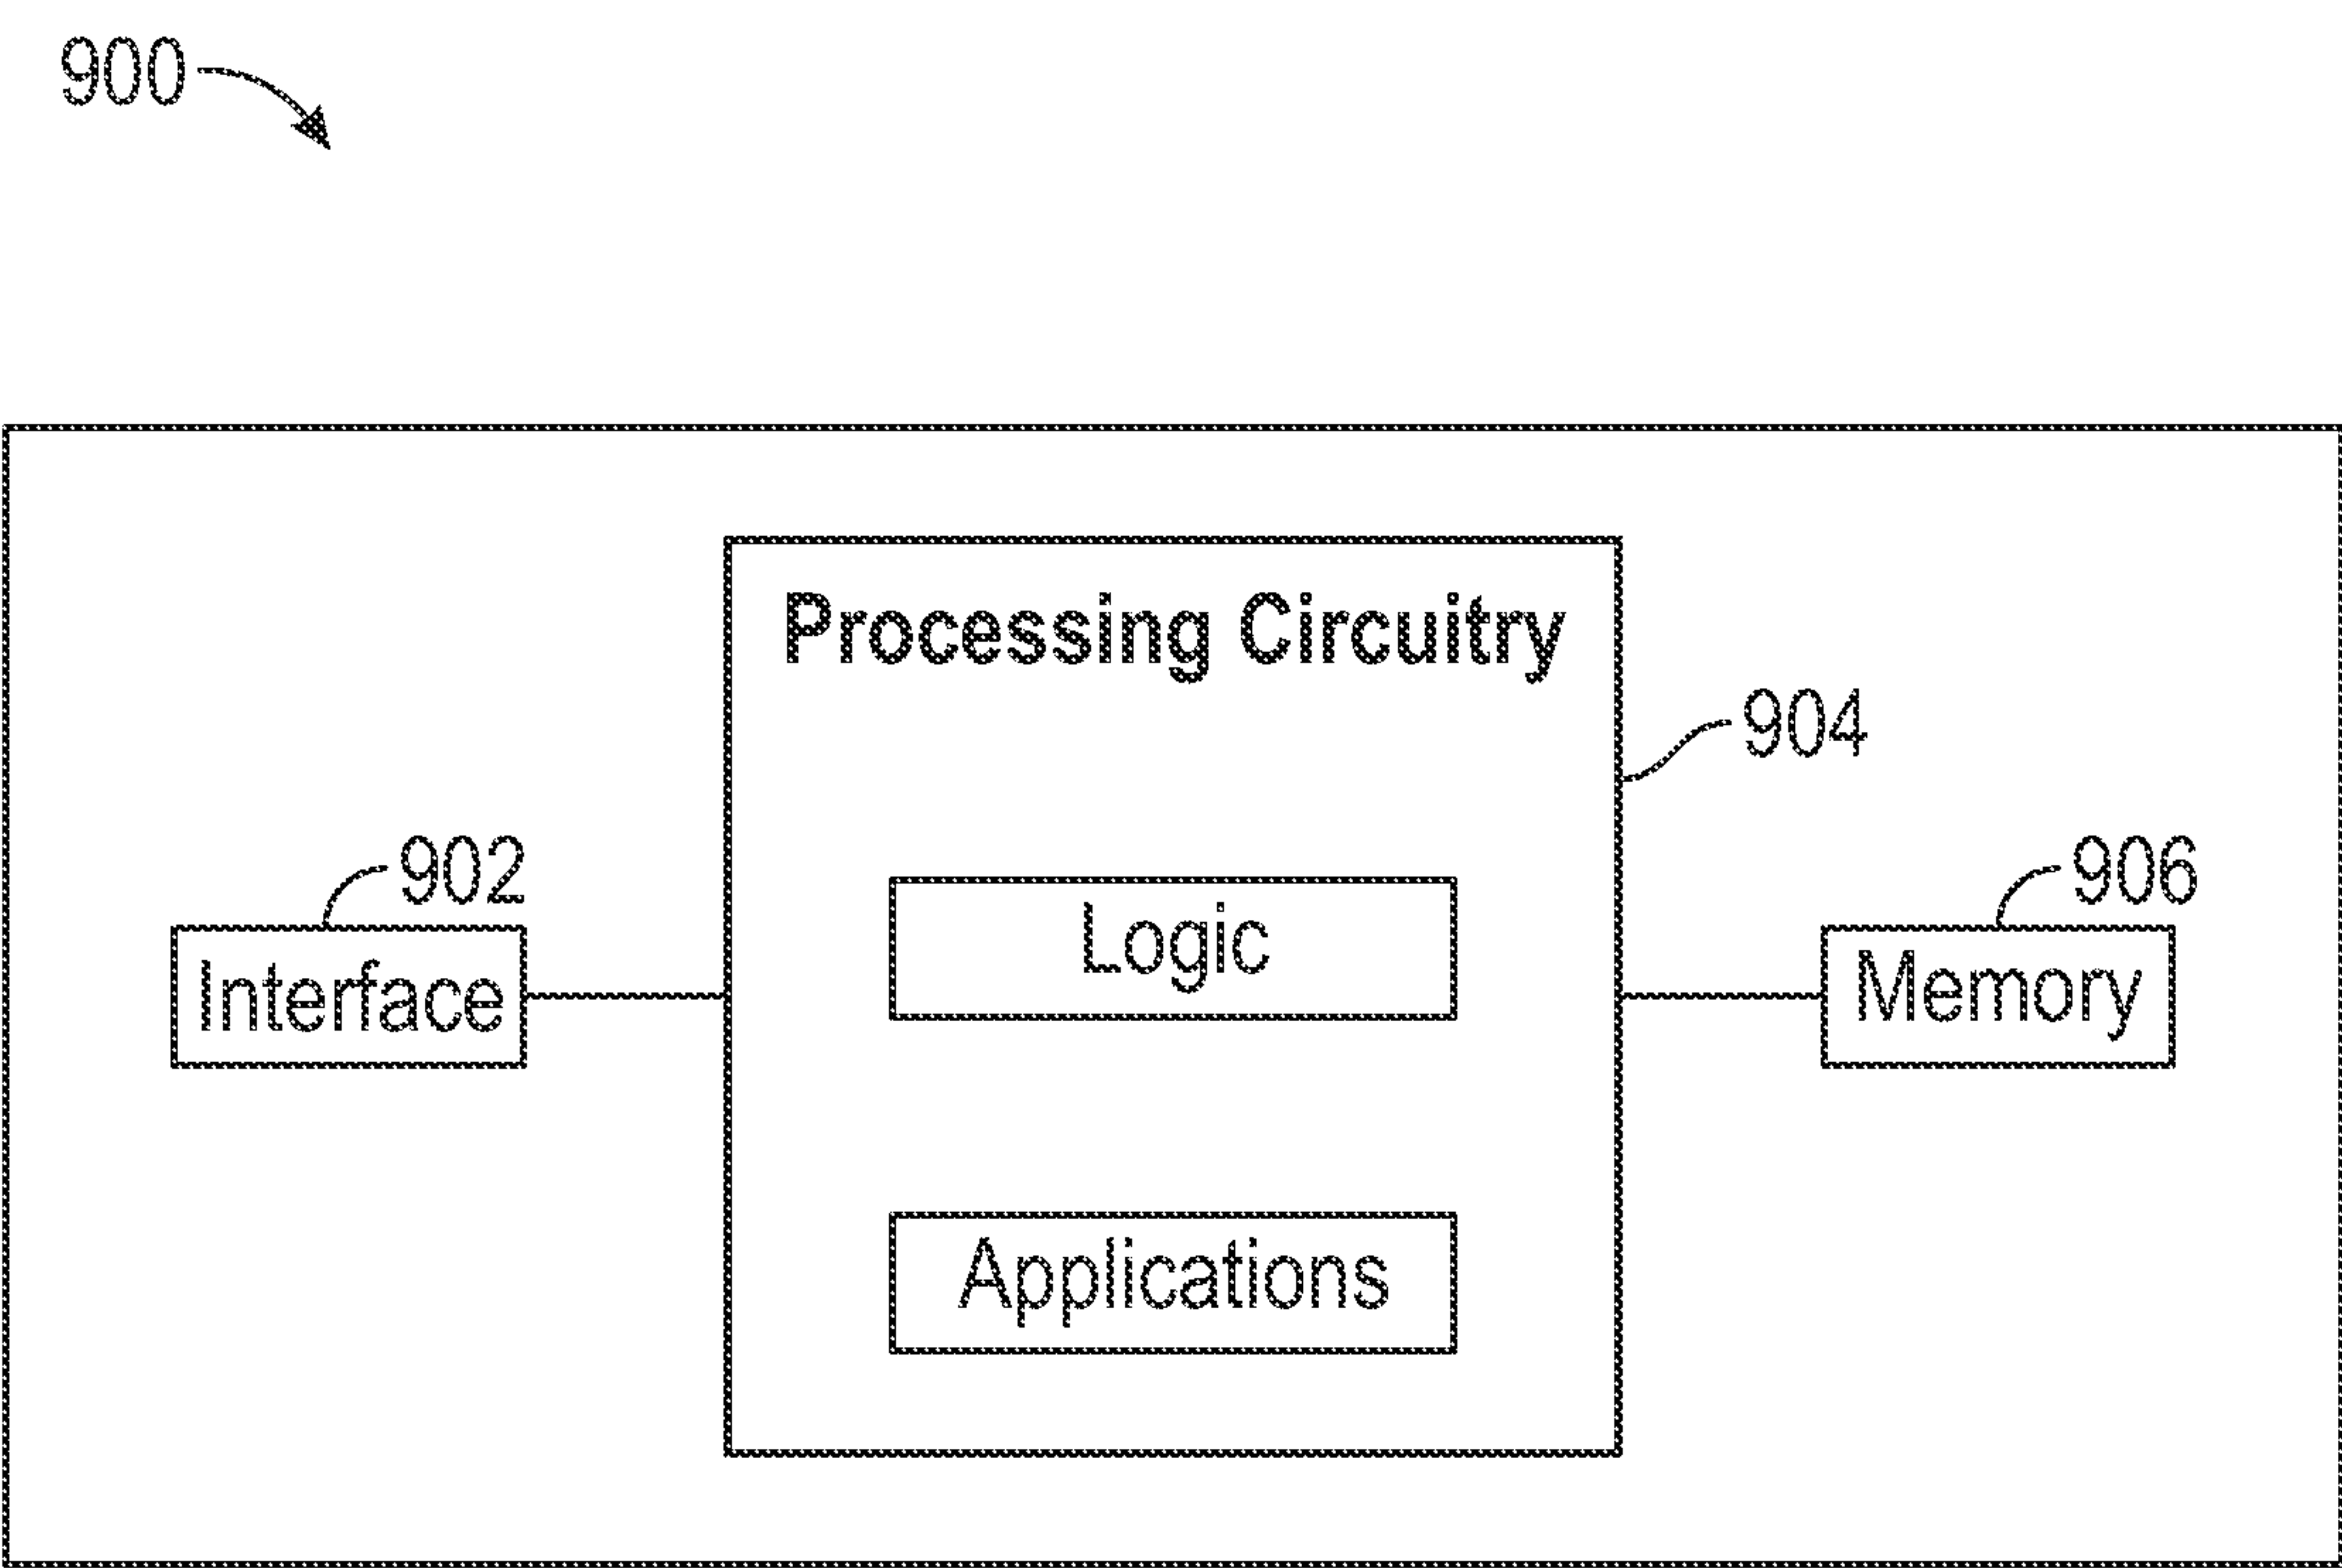 900
Processing Circuitry
904
902
906
Interface
Logic
Memory
Applications